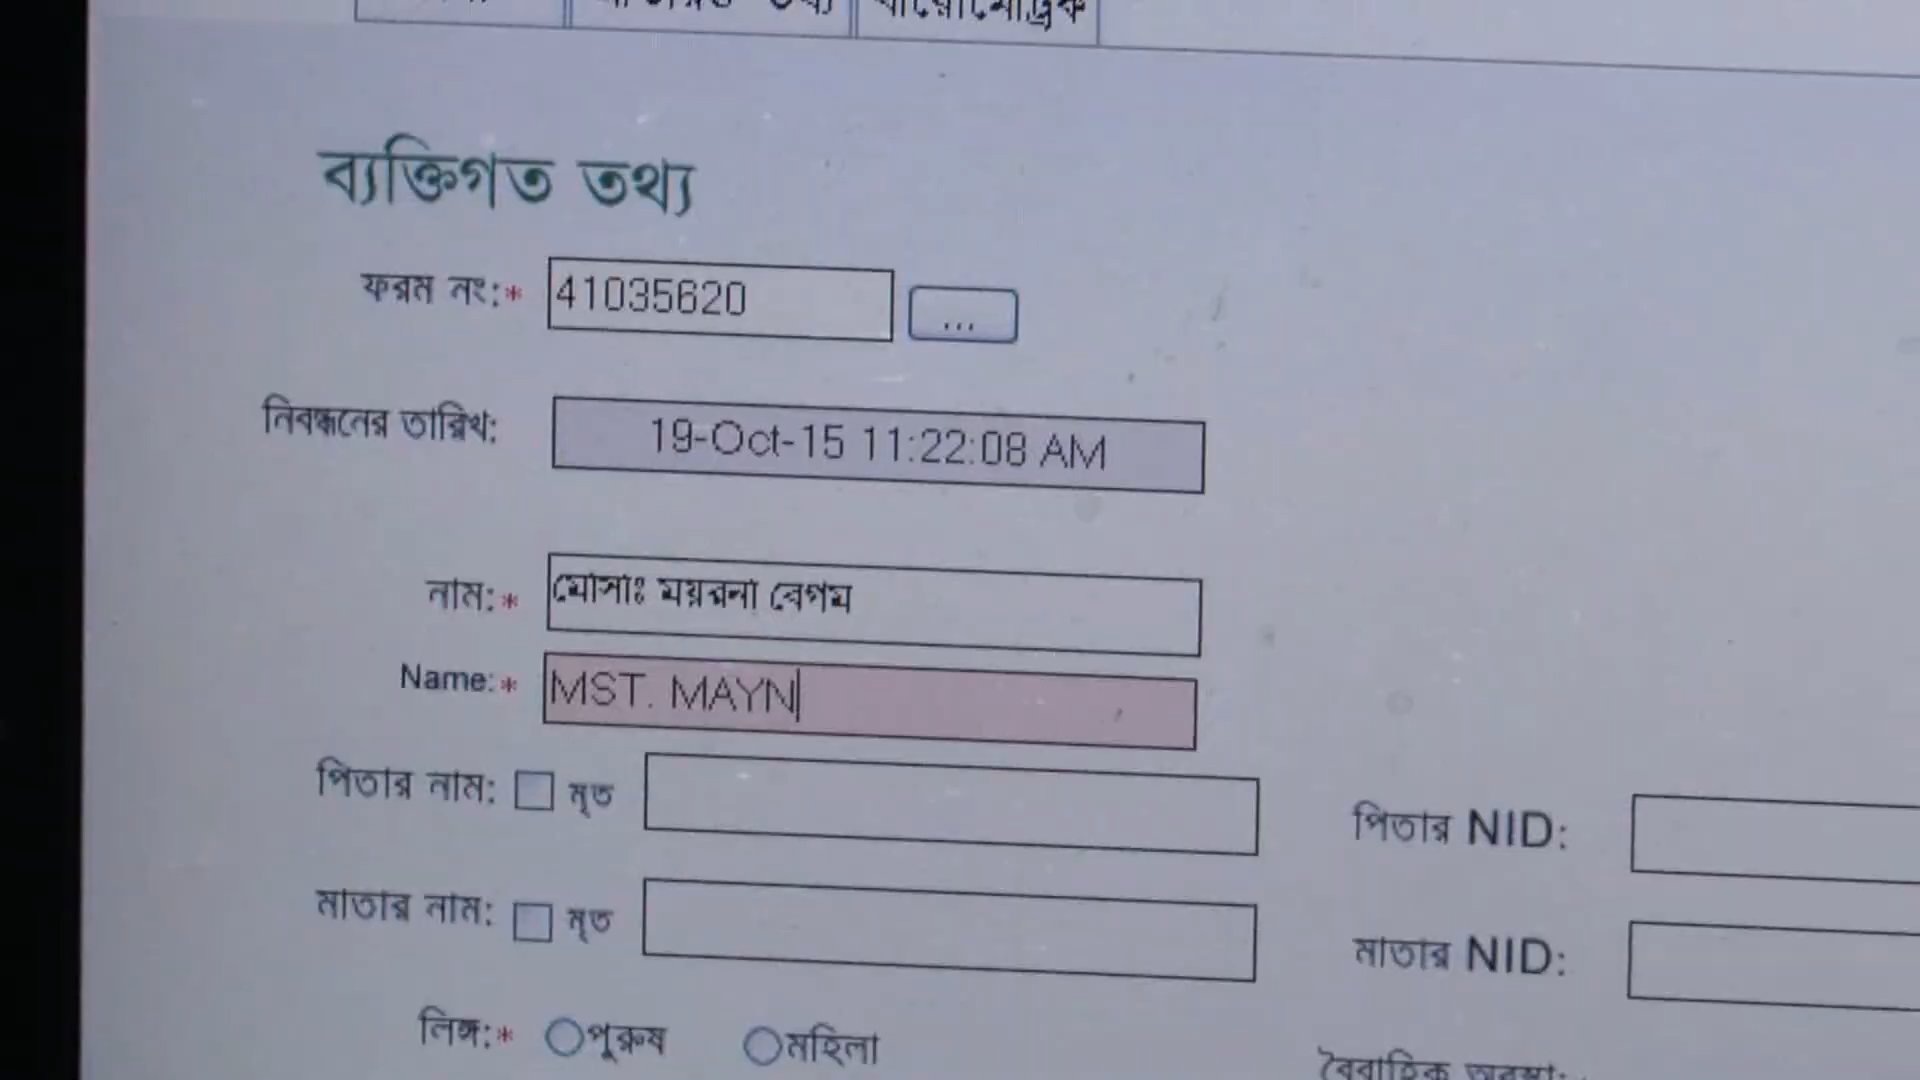 বায়োমেট্রিক
ব্যক্তিগত তথ্য
ফরম নং:* 41035620 ...
নিবন্ধনের তারিখ: 19-Oct-15 11:22:08 AM
নাম:* মোসাঃ ময়রনা বেগম
Name:* MST. MAYN
পিতার নাম: মৃত পিতার NID:
মাতার নাম: মৃত মাতার NID:
লিঙ্গ:* পুরুষ মহিলা
বৈবাহিক অবস্থা: